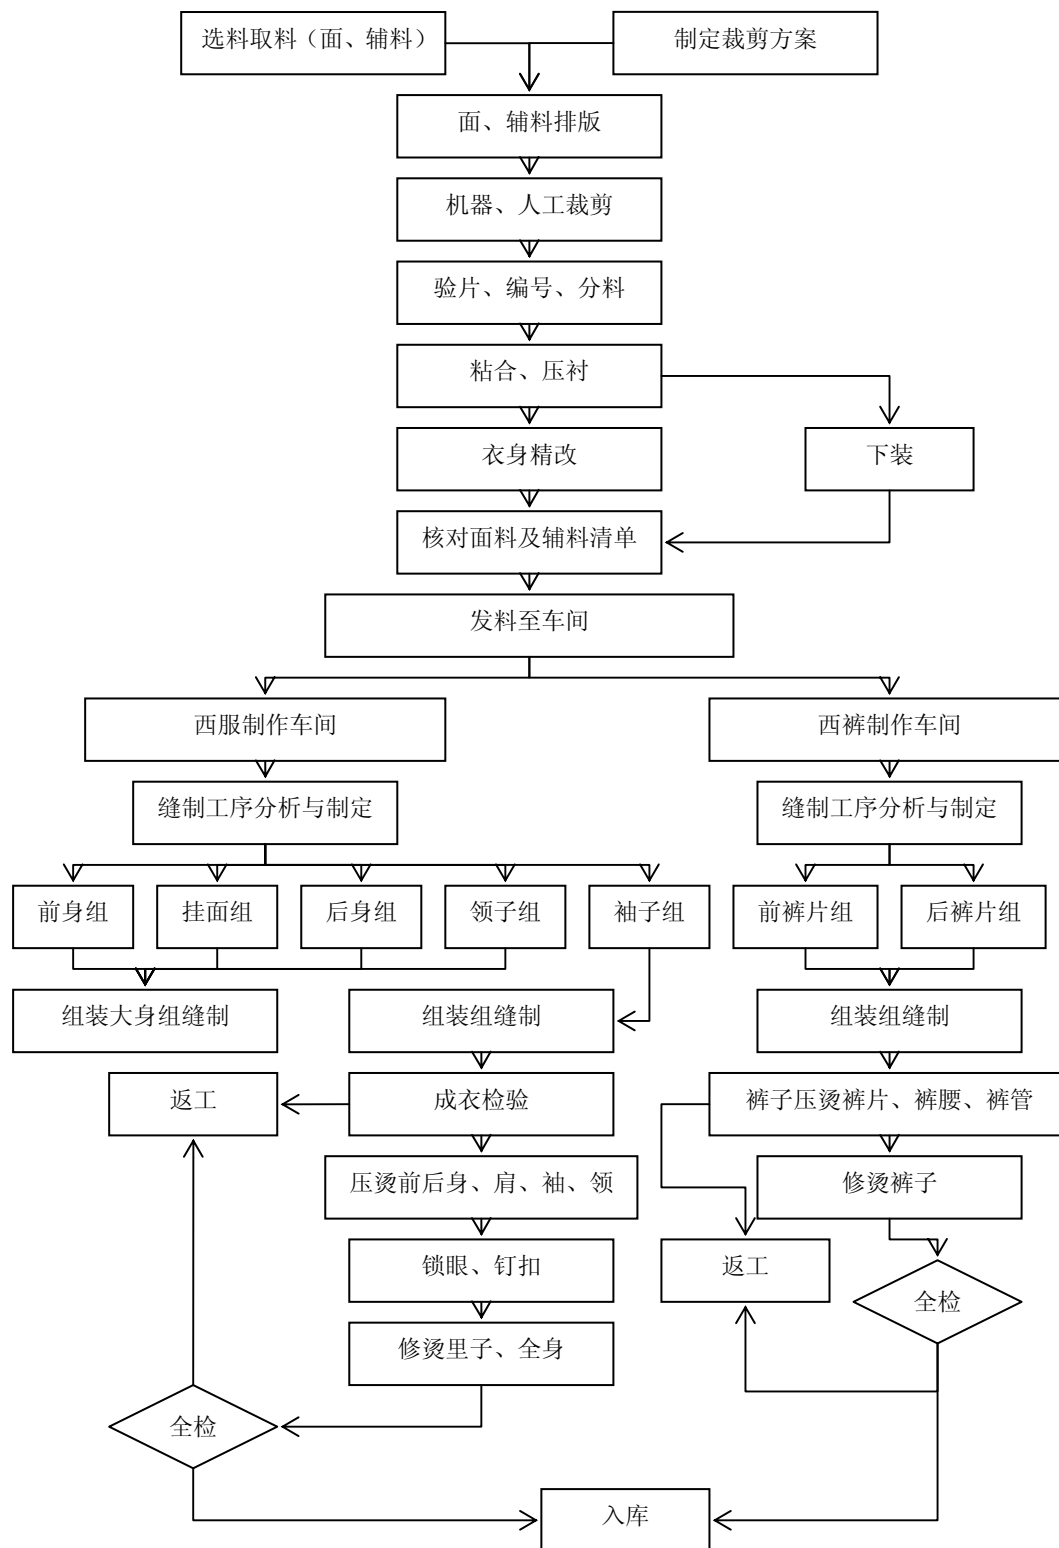 选料取料（面、辅料）
制定裁剪方案
面、辅料排版
机器、人工裁剪
验片、编号、分料
粘合、压衬
衣身精改
下装
核对面料及辅料清单
发料至车间
西服制作车间
西裤制作车间
缝制工序分析与制定
缝制工序分析与制定
前身组
挂面组
后身组
领子组
袖子组
前裤片组
后裤片组
组装大身组缝制
组装组缝制
组装组缝制
返工
成衣检验
裤子压烫裤片、裤腰、裤管
压烫前后身、肩、袖、领
修烫裤子
锁眼、钉扣
返工
全检
修烫里子、全身
全检
入库